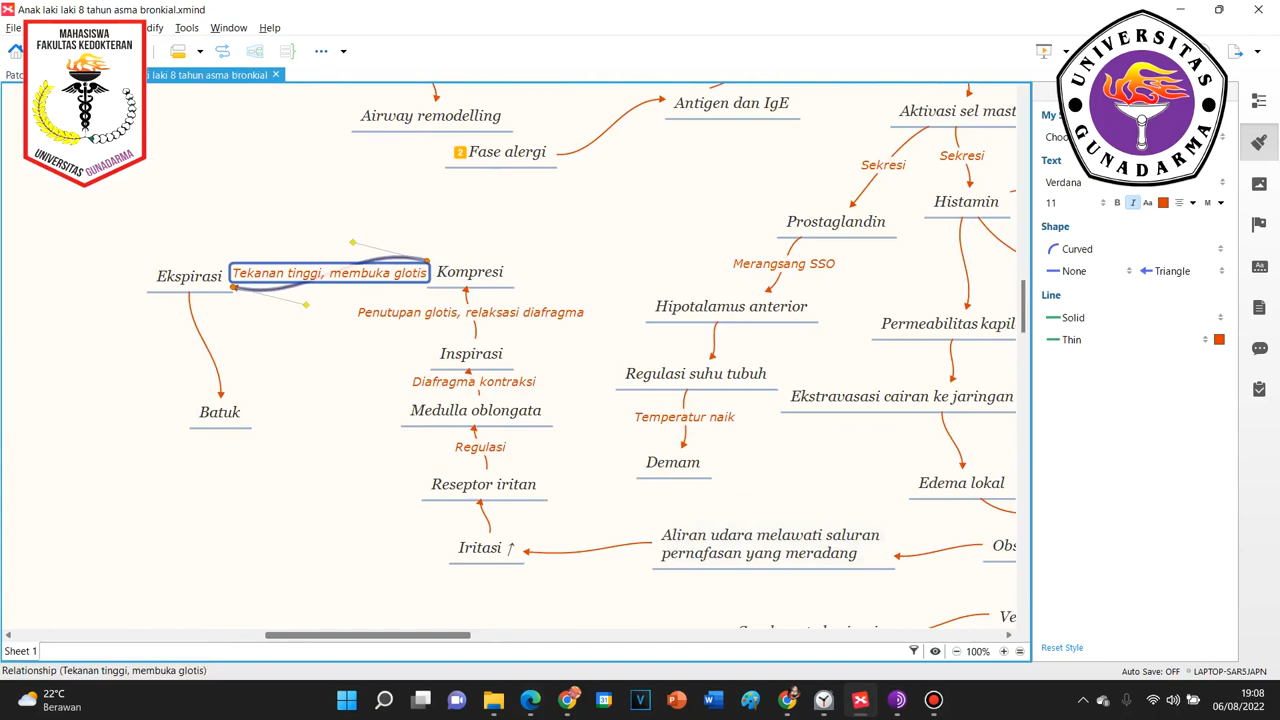 Anak laki laki 8 tahun asma bronkial.xmind
File
dify
Tools
Window
Help
MAHASISWA
FAKULTAS KEDOKTERAN
UNIVERSITAS GUNADARMA
UNIVERSITAS
GUNADARMA
Pato
i laki 8 tahun asma bronkial
Airway remodelling
Antigen dan IgE
Aktivasi sel mast
2 Fase alergi
Sekresi
Sekresi
Histamin
Prostaglandin
Merangsang SSO
Ekspirasi
Tekanan tinggi, membuka glotis
Kompresi
Penutupan glotis, relaksasi diafragma
Hipotalamus anterior
Permeabilitas kapil
Inspirasi
Diafragma kontraksi
Regulasi suhu tubuh
Ekstravasasi cairan ke jaringan
Batuk
Medulla oblongata
Temperatur naik
Regulasi
Demam
Reseptor iritan
Edema lokal
Iritasi ↑
Aliran udara melawati saluran
pernafasan yang meradang
Obs
Ve
My S
Choo
Text
Verdana
11
B
I
Aa
M
Shape
Curved
None
Triangle
Line
Solid
Thin
Reset Style
Sheet 1
100%
Relationship (Tekanan tinggi, membuka glotis)
Auto Save: OFF
LAPTOP-SAR5JAPN
22°C
Berawan
19:08
06/08/2022